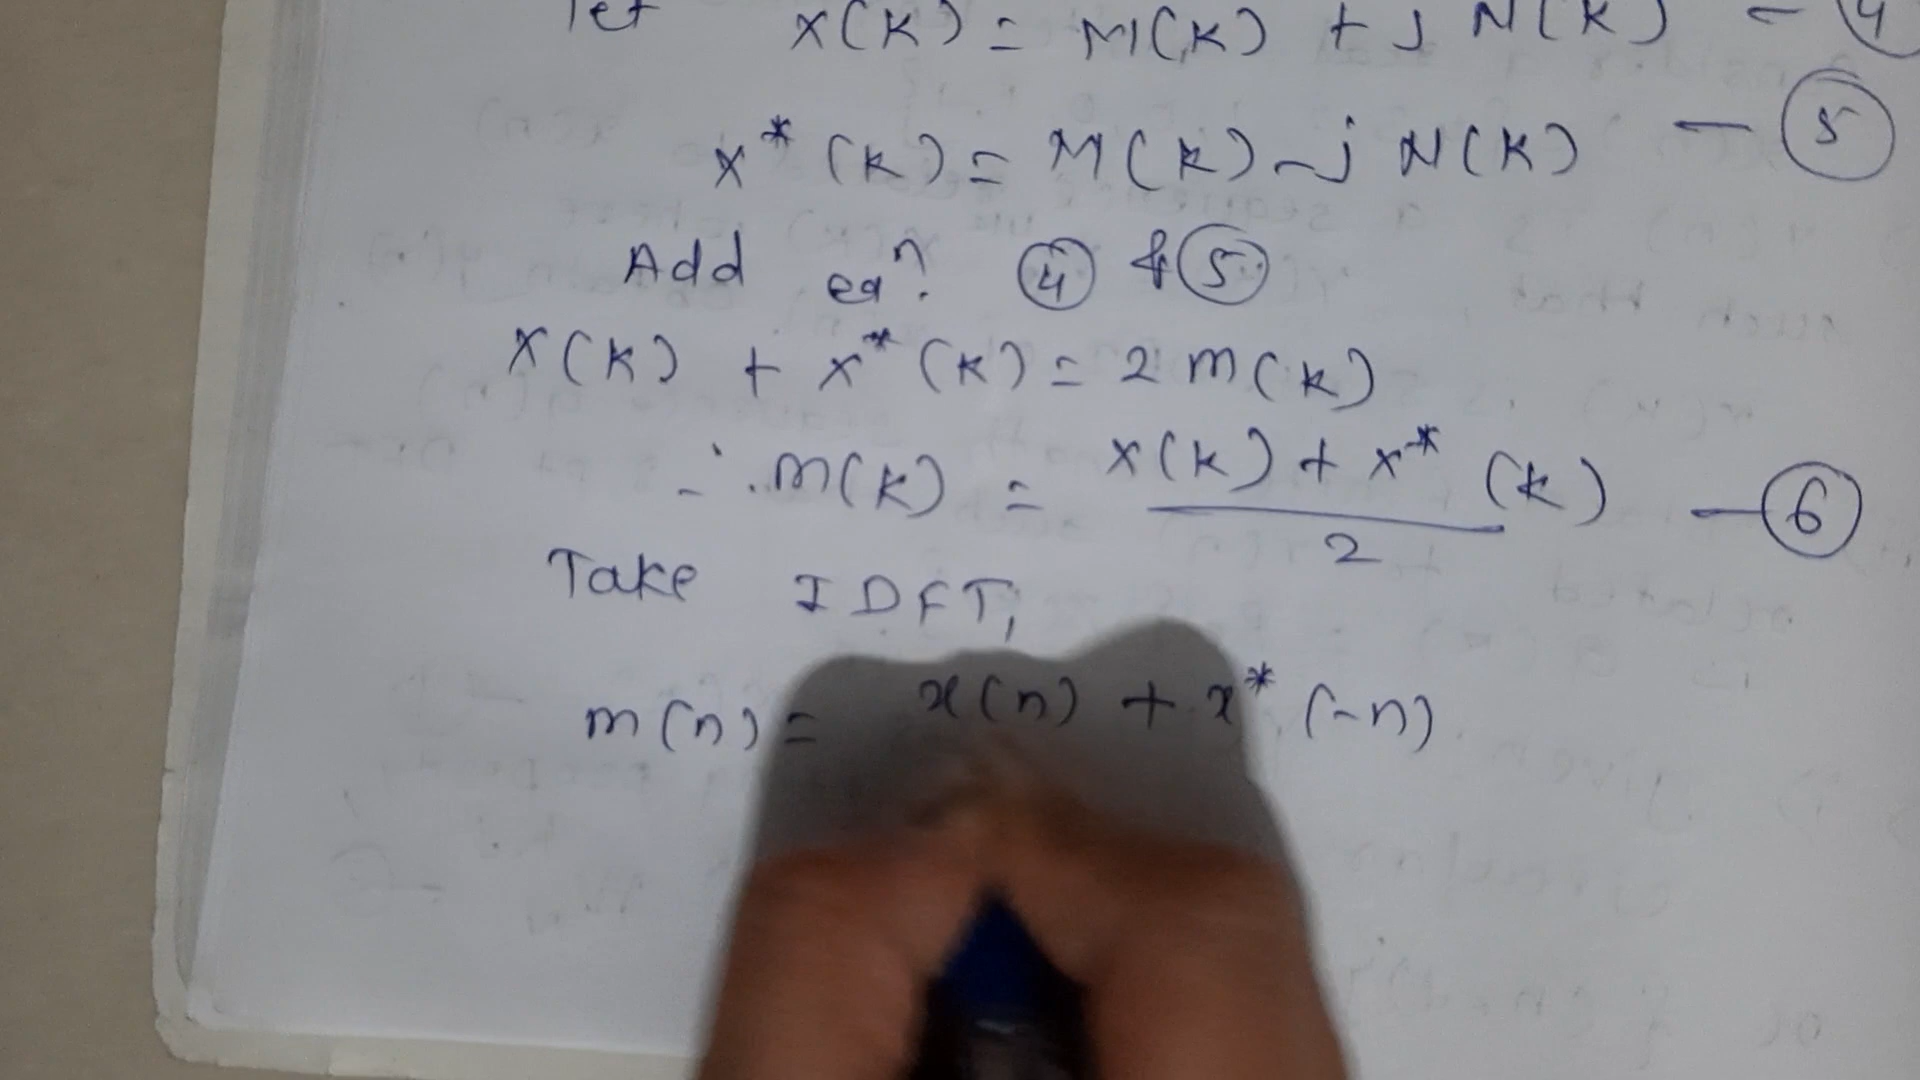 let X(K) = M(K) + j N(K) - 4
X* (K) = M(K) - j N(K) - 5
Add eqn. 4 & 5
X(K) + X* (K) = 2 M(K)
∴ M(K) = X(K) + X* (K) - 6
2
Take IDFT,
m(n) = x(n) + x* (-n)